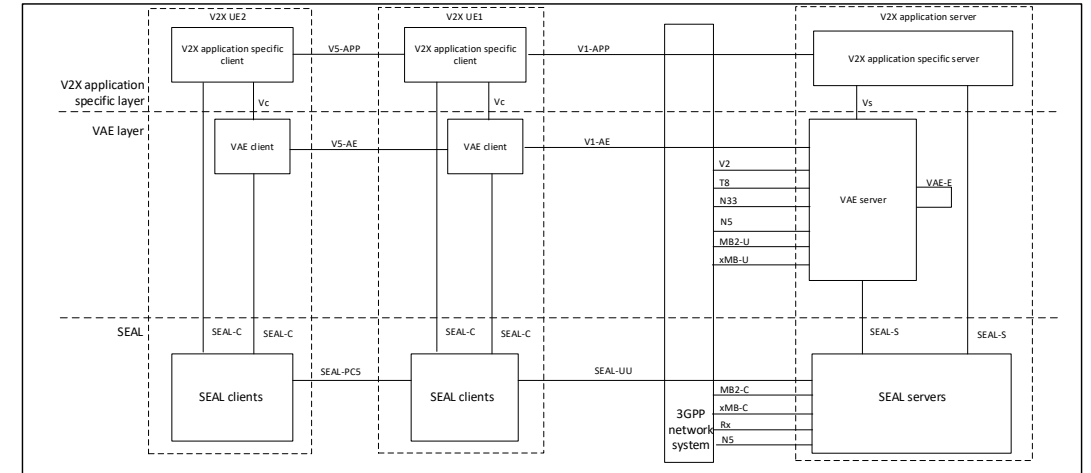 V2X UE2
V2X UE1
V2X application server
V2X application specific
client
V5-APP
V2X application specific
client
V1-APP
V2X application specific server
V2X application
specific layer
Vc
Vc
Vs
VAE layer
VAE client
V5-AE
VAE client
V1-AE
V2
T8
N33
N5
MB2-U
xMB-U
VAE server
VAE-E
SEAL
SEAL-C
SEAL-C
SEAL-C
SEAL-C
SEAL-S
SEAL-S
SEAL clients
SEAL-PC5
SEAL clients
SEAL-UU
SEAL servers
MB2-C
xMB-C
Rx
N5
3GPP
network
system